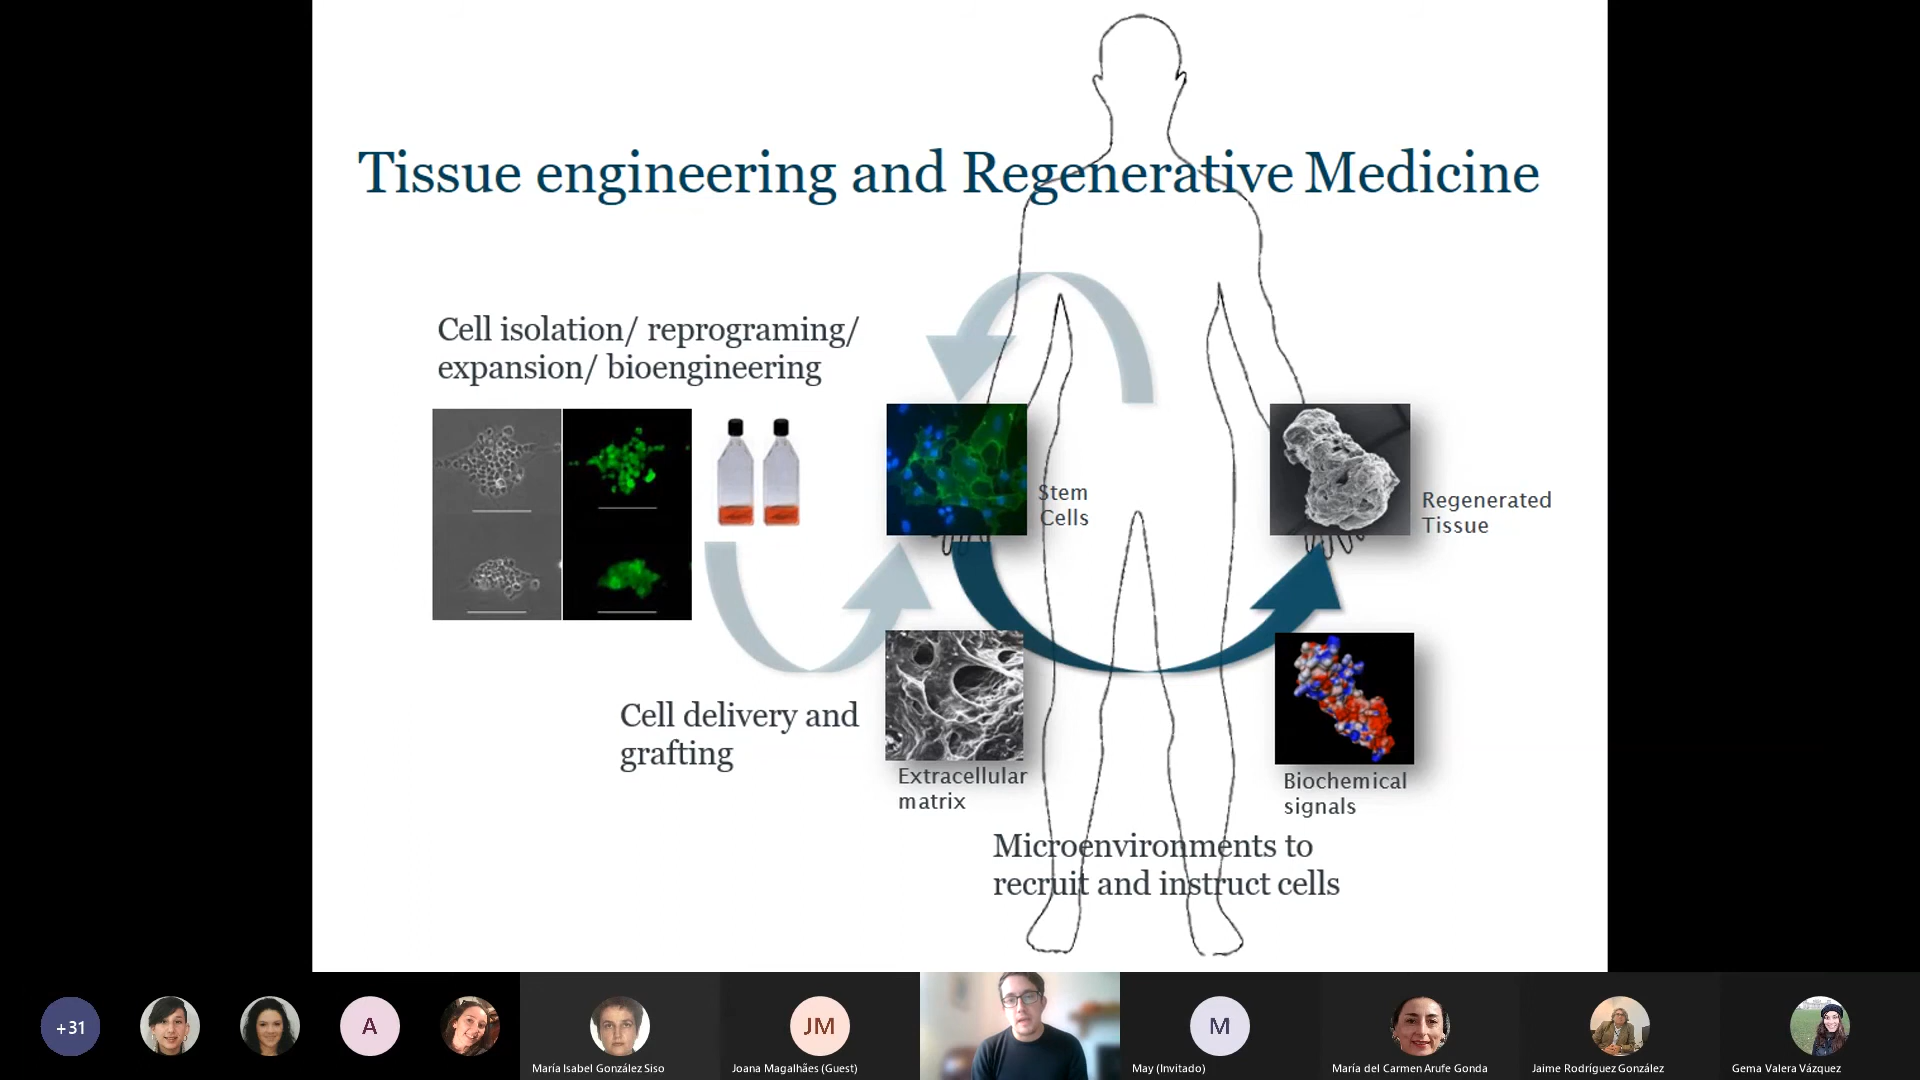 Tissue engineering and Regenerative Medicine
Cell isolation/ reprograming/
expansion/ bioengineering
Stem
Cells
Regenerated
Tissue
Cell delivery and
grafting
Extracellular
matrix
Biochemical
signals
Microenvironments to
recruit and instruct cells
+31
A
JM
M
María Isabel González Siso
Joana Magalhães (Guest)
May (Invitado)
María del Carmen Arufe Gonda
Jaime Rodríguez González
Gema Valera Vázquez